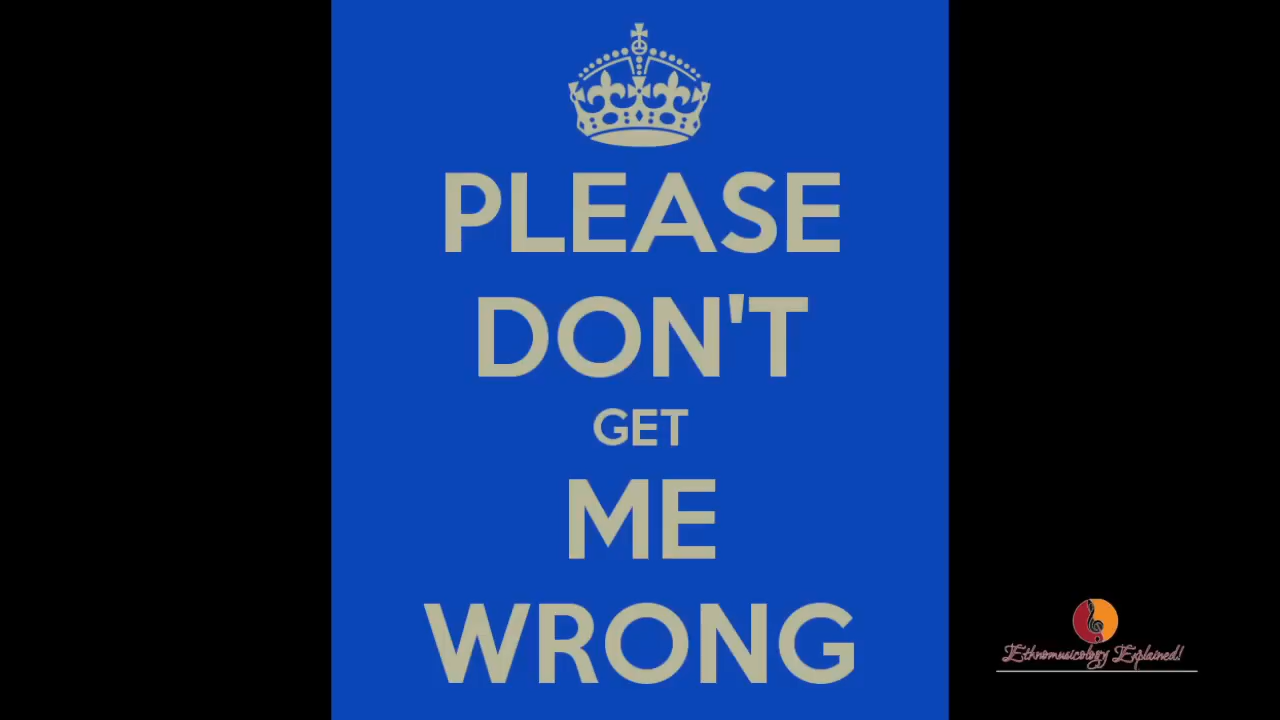 PLEASE
DON'T
GET
ME
WRONG
Ethnomusicology Explained!